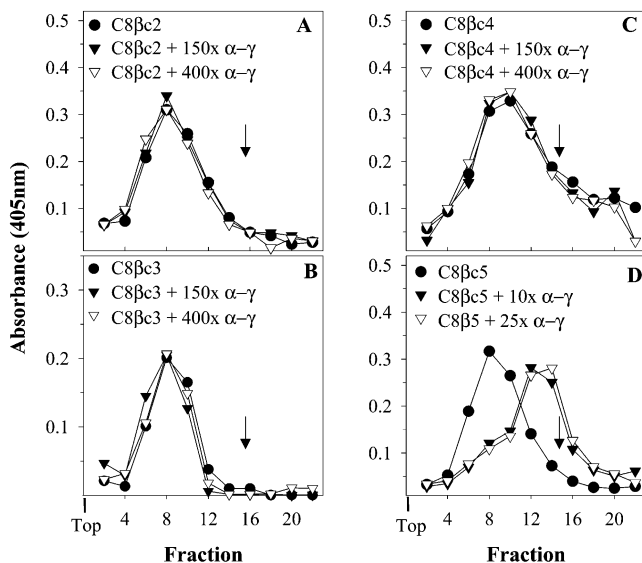 A
C8βc2
C8βc2 + 150x α–γ
C8βc2 + 400x α–γ
0.5
0.4
0.3
0.2
0.1
B
C8βc3
C8βc3 + 150x α–γ
C8βc3 + 400x α–γ
0.3
0.2
0.1
Top
4
8
12
16
20
Fraction
C
C8βc4
C8βc4 + 150x α–γ
C8βc4 + 400x α–γ
0.5
0.4
0.3
0.2
0.1
D
C8βc5
C8βc5 + 10x α–γ
C8β5 + 25x α–γ
0.5
0.4
0.3
0.2
0.1
Top
4
8
12
16
20
Fraction
Absorbance (405nm)